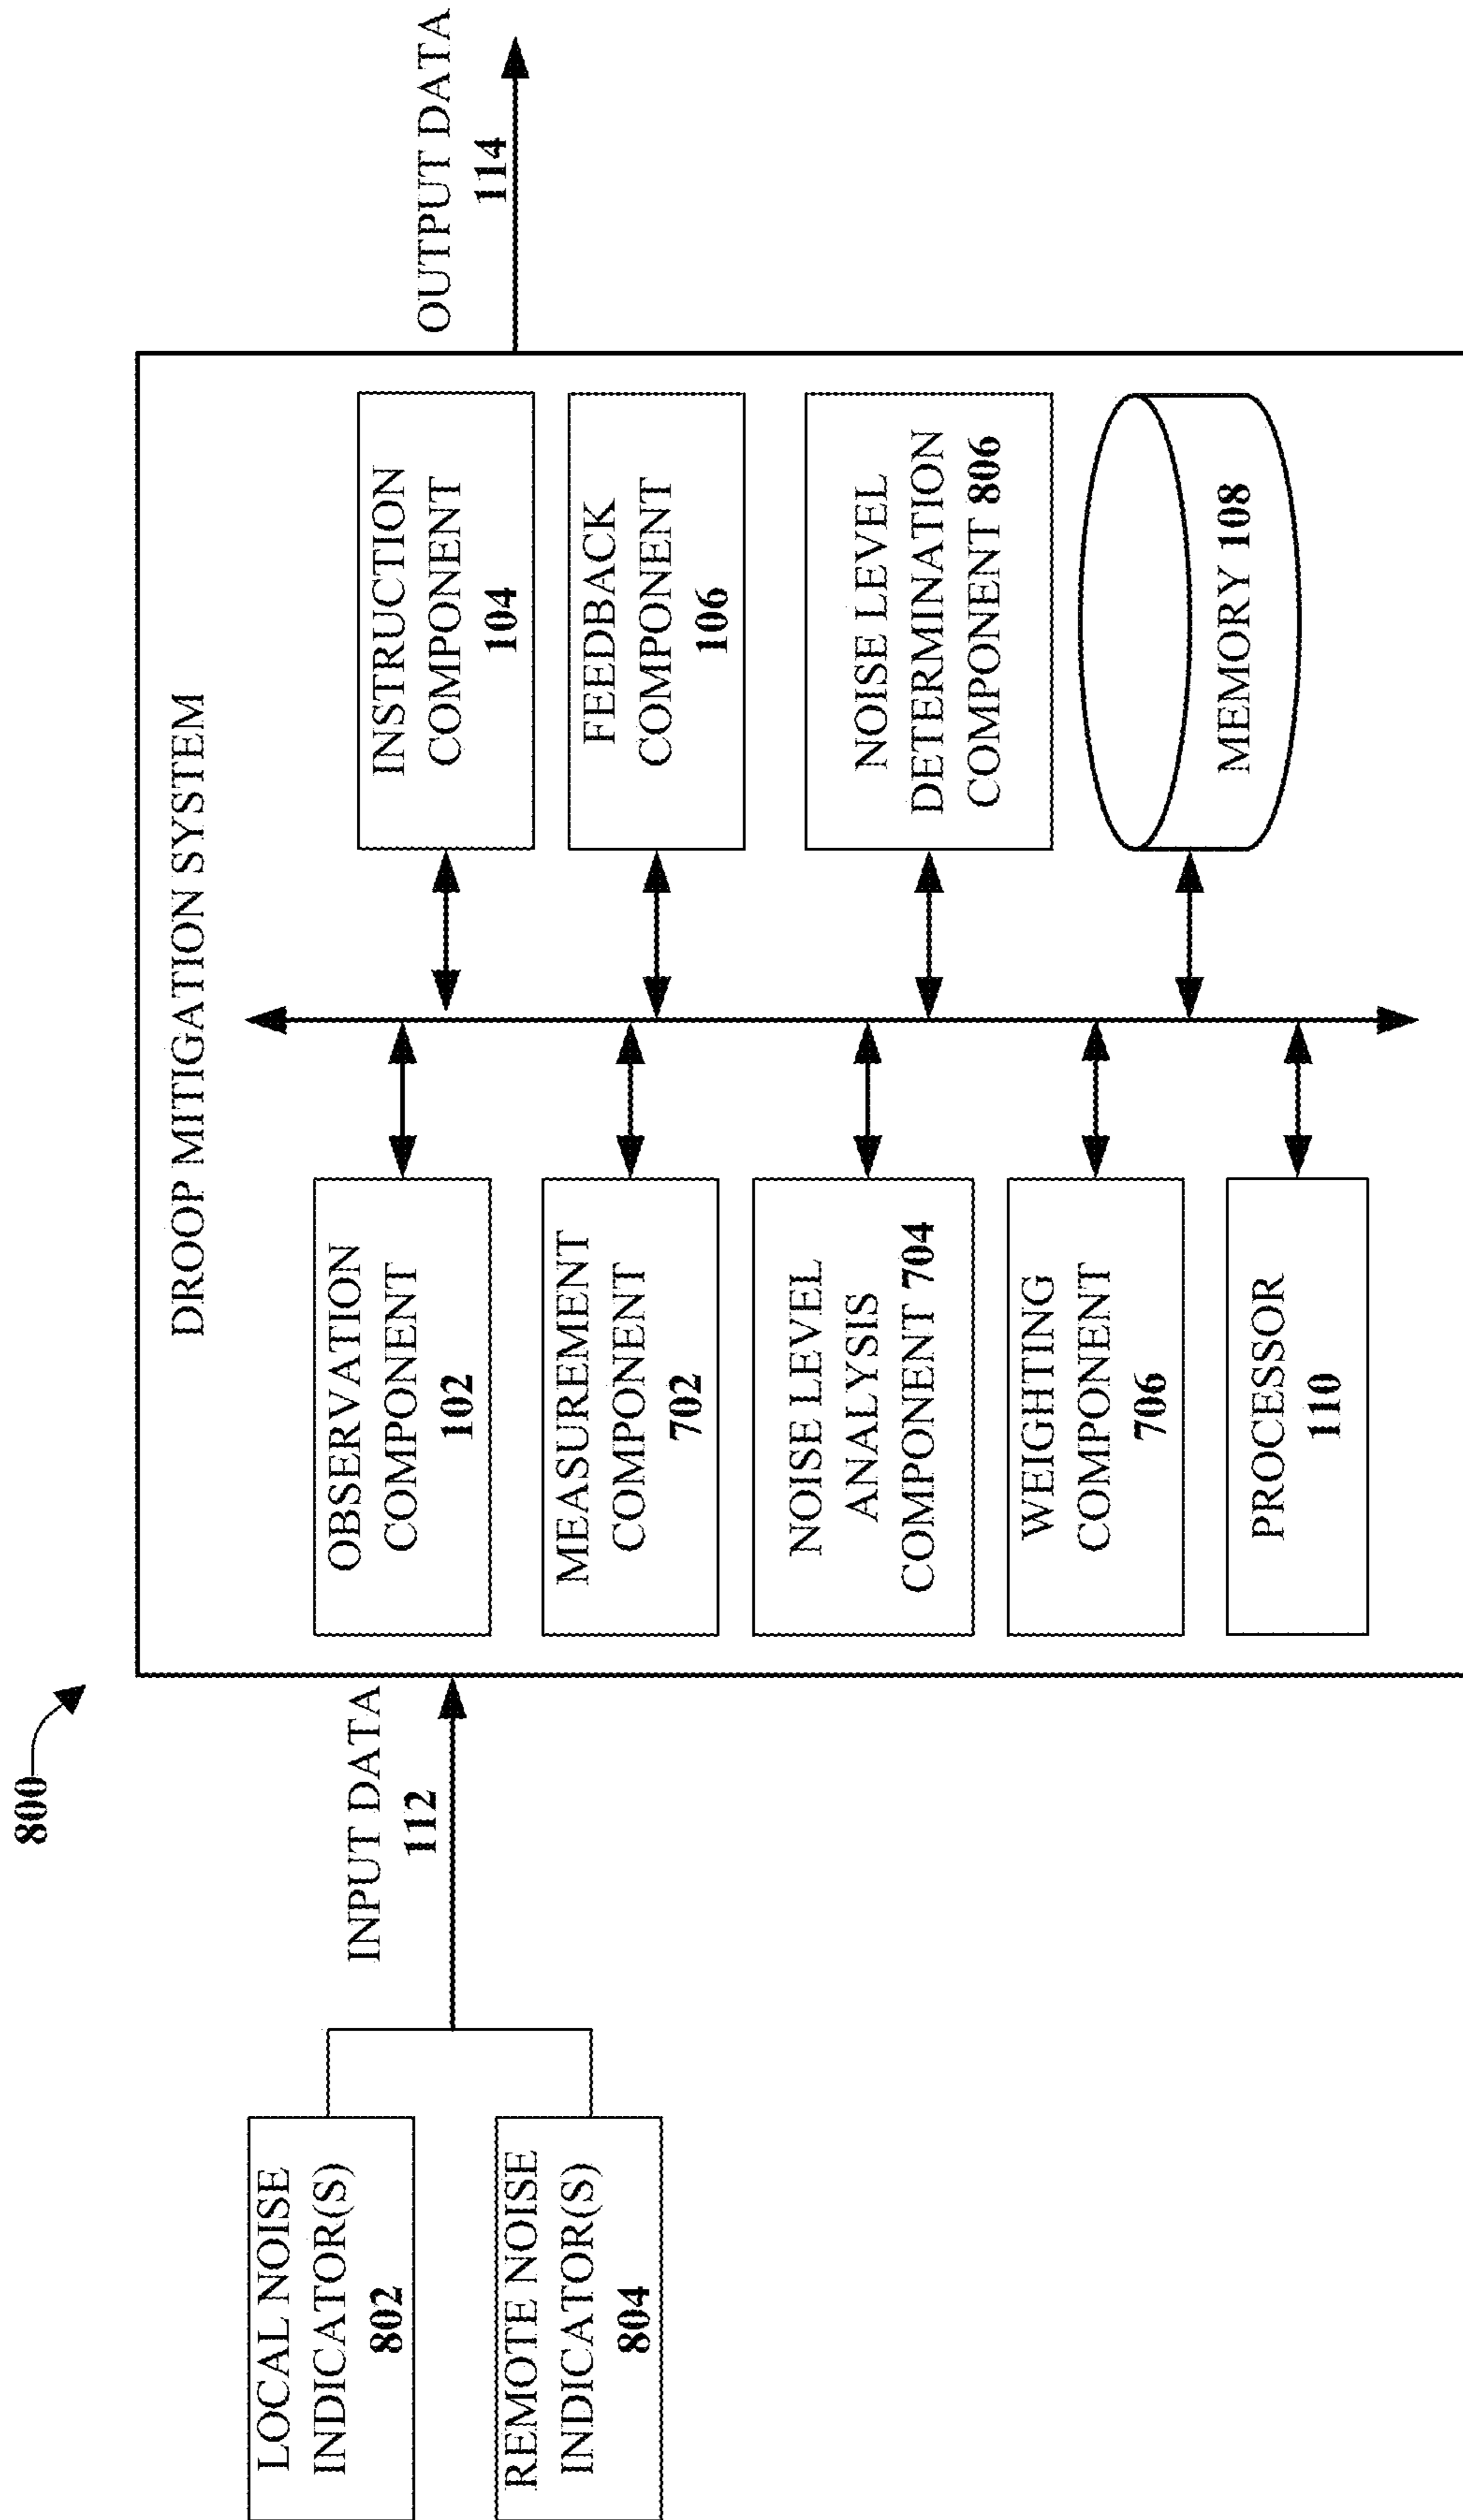 800
DROOP MITIGATION SYSTEM
LOCAL NOISE
INDICATOR(S)
802
REMOTE NOISE
INDICATOR(S)
804
INPUT DATA
112
OBSERVATION
COMPONENT
102
MEASUREMENT
COMPONENT
702
NOISE LEVEL
ANALYSIS
COMPONENT 704
WEIGHTING
COMPONENT
706
PROCESSOR
110
INSTRUCTION
COMPONENT
104
FEEDBACK
COMPONENT
106
NOISE LEVEL
DETERMINATION
COMPONENT 806
MEMORY 108
OUTPUT DATA
114